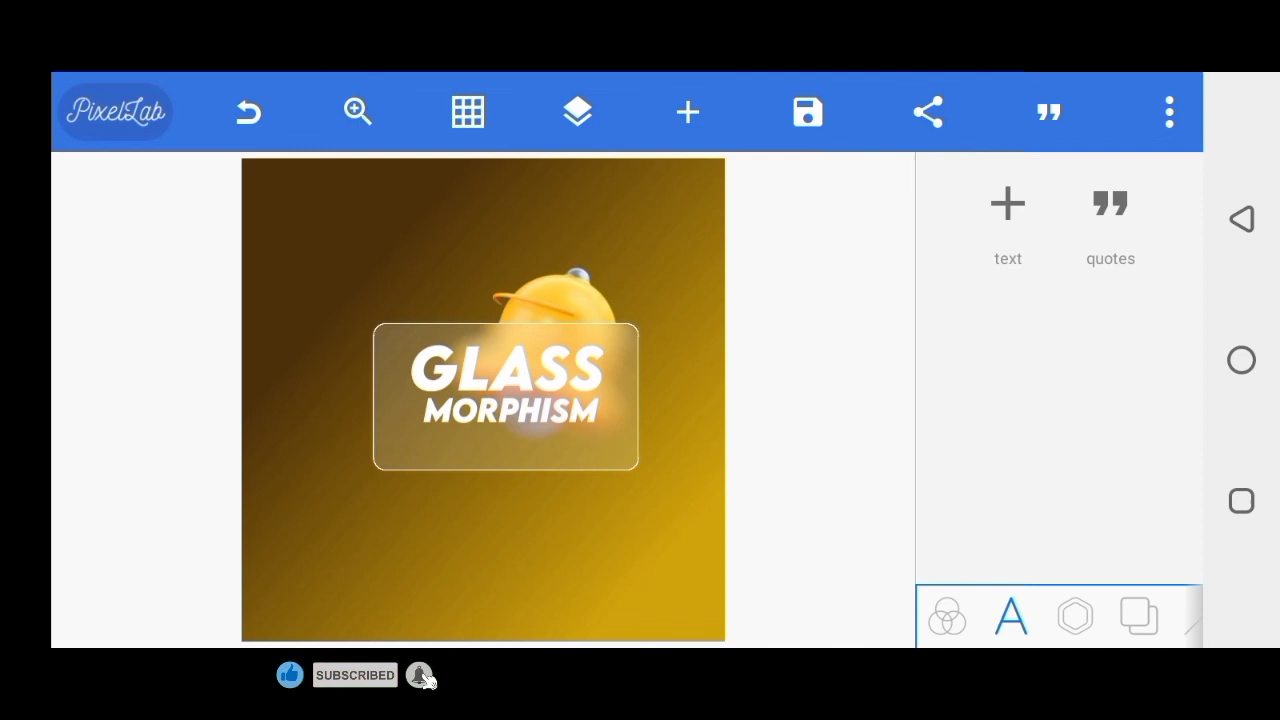 PixelLab
text
quotes
GLASS
MORPHISM
SUBSCRIBED